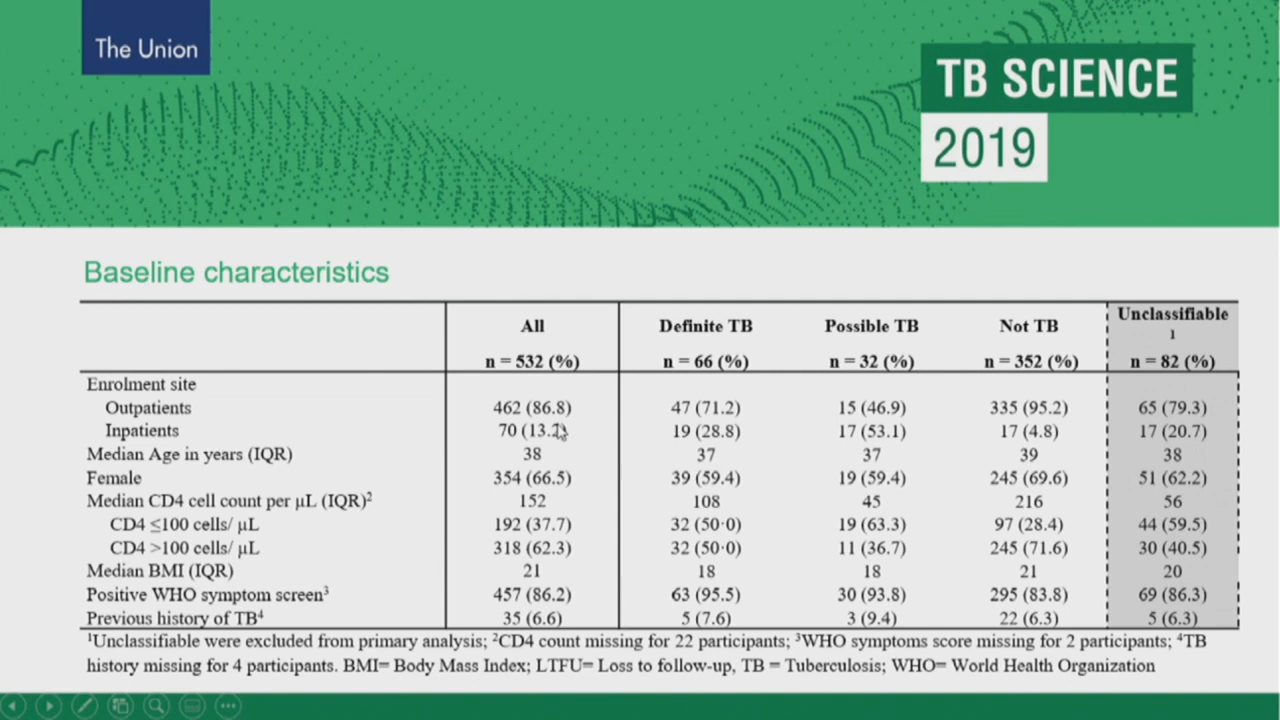 The Union
TB SCIENCE
2019
Baseline characteristics
All Definite TB Possible TB Not TB Unclassifiable 1
n = 532 (%) n = 66 (%) n = 32 (%) n = 352 (%) n = 82 (%)
Enrolment site
Outpatients 462 (86.8) 47 (71.2) 15 (46.9) 335 (95.2) 65 (79.3)
Inpatients 70 (13.2) 19 (28.8) 17 (53.1) 17 (4.8) 17 (20.7)
Median Age in years (IQR) 38 37 37 39 38
Female 354 (66.5) 39 (59.4) 19 (59.4) 245 (69.6) 51 (62.2)
Median CD4 cell count per µL (IQR)² 152 108 45 216 56
CD4 ≤100 cells/ µL 192 (37.7) 32 (50·0) 19 (63.3) 97 (28.4) 44 (59.5)
CD4 >100 cells/ µL 318 (62.3) 32 (50·0) 11 (36.7) 245 (71.6) 30 (40.5)
Median BMI (IQR) 21 18 18 21 20
Positive WHO symptom screen³ 457 (86.2) 63 (95.5) 30 (93.8) 295 (83.8) 69 (86.3)
Previous history of TB⁴ 35 (6.6) 5 (7.6) 3 (9.4) 22 (6.3) 5 (6.3)
¹Unclassifiable were excluded from primary analysis; ²CD4 count missing for 22 participants; ³WHO symptoms score missing for 2 participants; ⁴TB
history missing for 4 participants. BMI= Body Mass Index; LTFU= Loss to follow-up, TB = Tuberculosis; WHO= World Health Organization